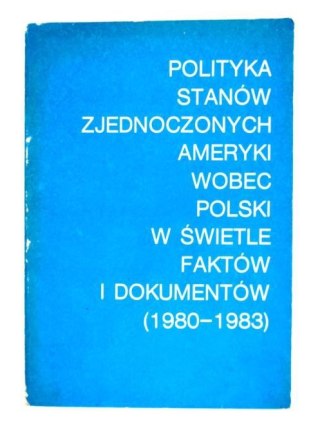 POLITYKA
STANÓW
ZJEDNOCZONYCH
AMERYKI
WOBEC
POLSKI
W ŚWIETLE
FAKTÓW
I DOKUMENTÓW
(1980–1983)